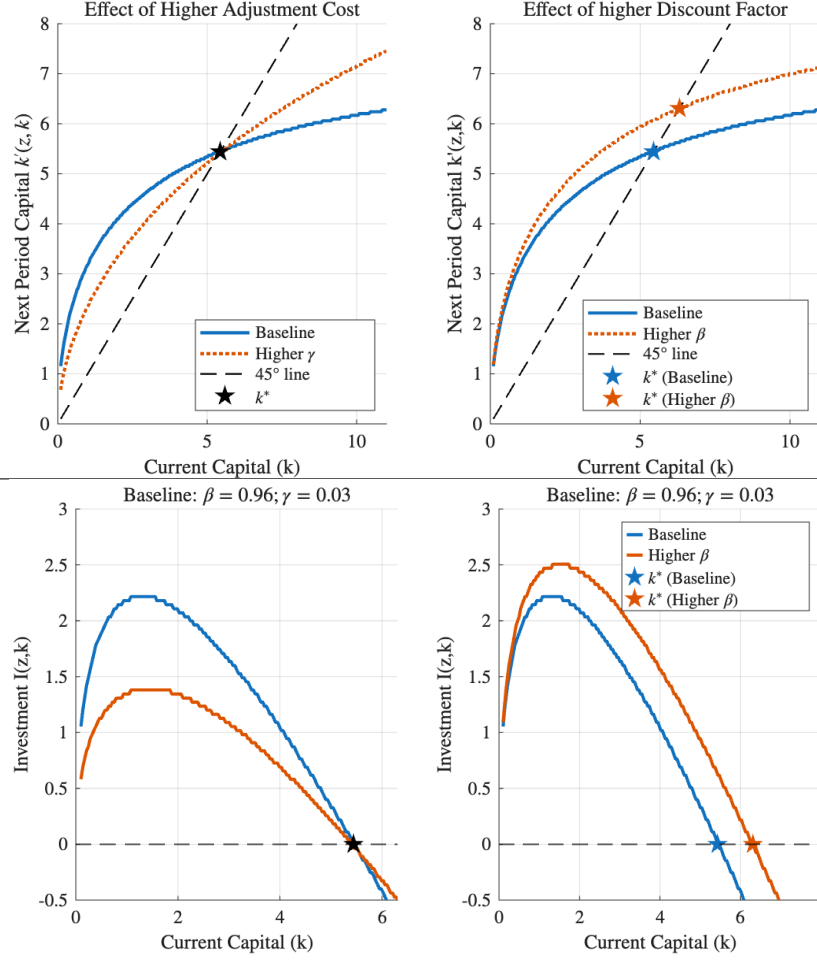 Effect of Higher Adjustment Cost
8
7
6
5
4
3
2
1
0
0
5
10
Next Period Capital k'(z, k)
Current Capital (k)
Baseline
Higher γ
45° line
k*
Effect of higher Discount Factor
8
7
6
5
4
3
2
1
0
0
5
10
Next Period Capital k'(z,k)
Current Capital (k)
Baseline
Higher β
45° line
k* (Baseline)
k* (Higher β)
Baseline: β = 0.96; γ = 0.03
3
2.5
2
1.5
1
0.5
0
-0.5
0
2
4
6
Investment I(z,k)
Current Capital (k)
Baseline: β = 0.96; γ = 0.03
3
2.5
2
1.5
1
0.5
0
-0.5
0
2
4
6
Investment I(z,k)
Current Capital (k)
Baseline
Higher β
k* (Baseline)
k* (Higher β)